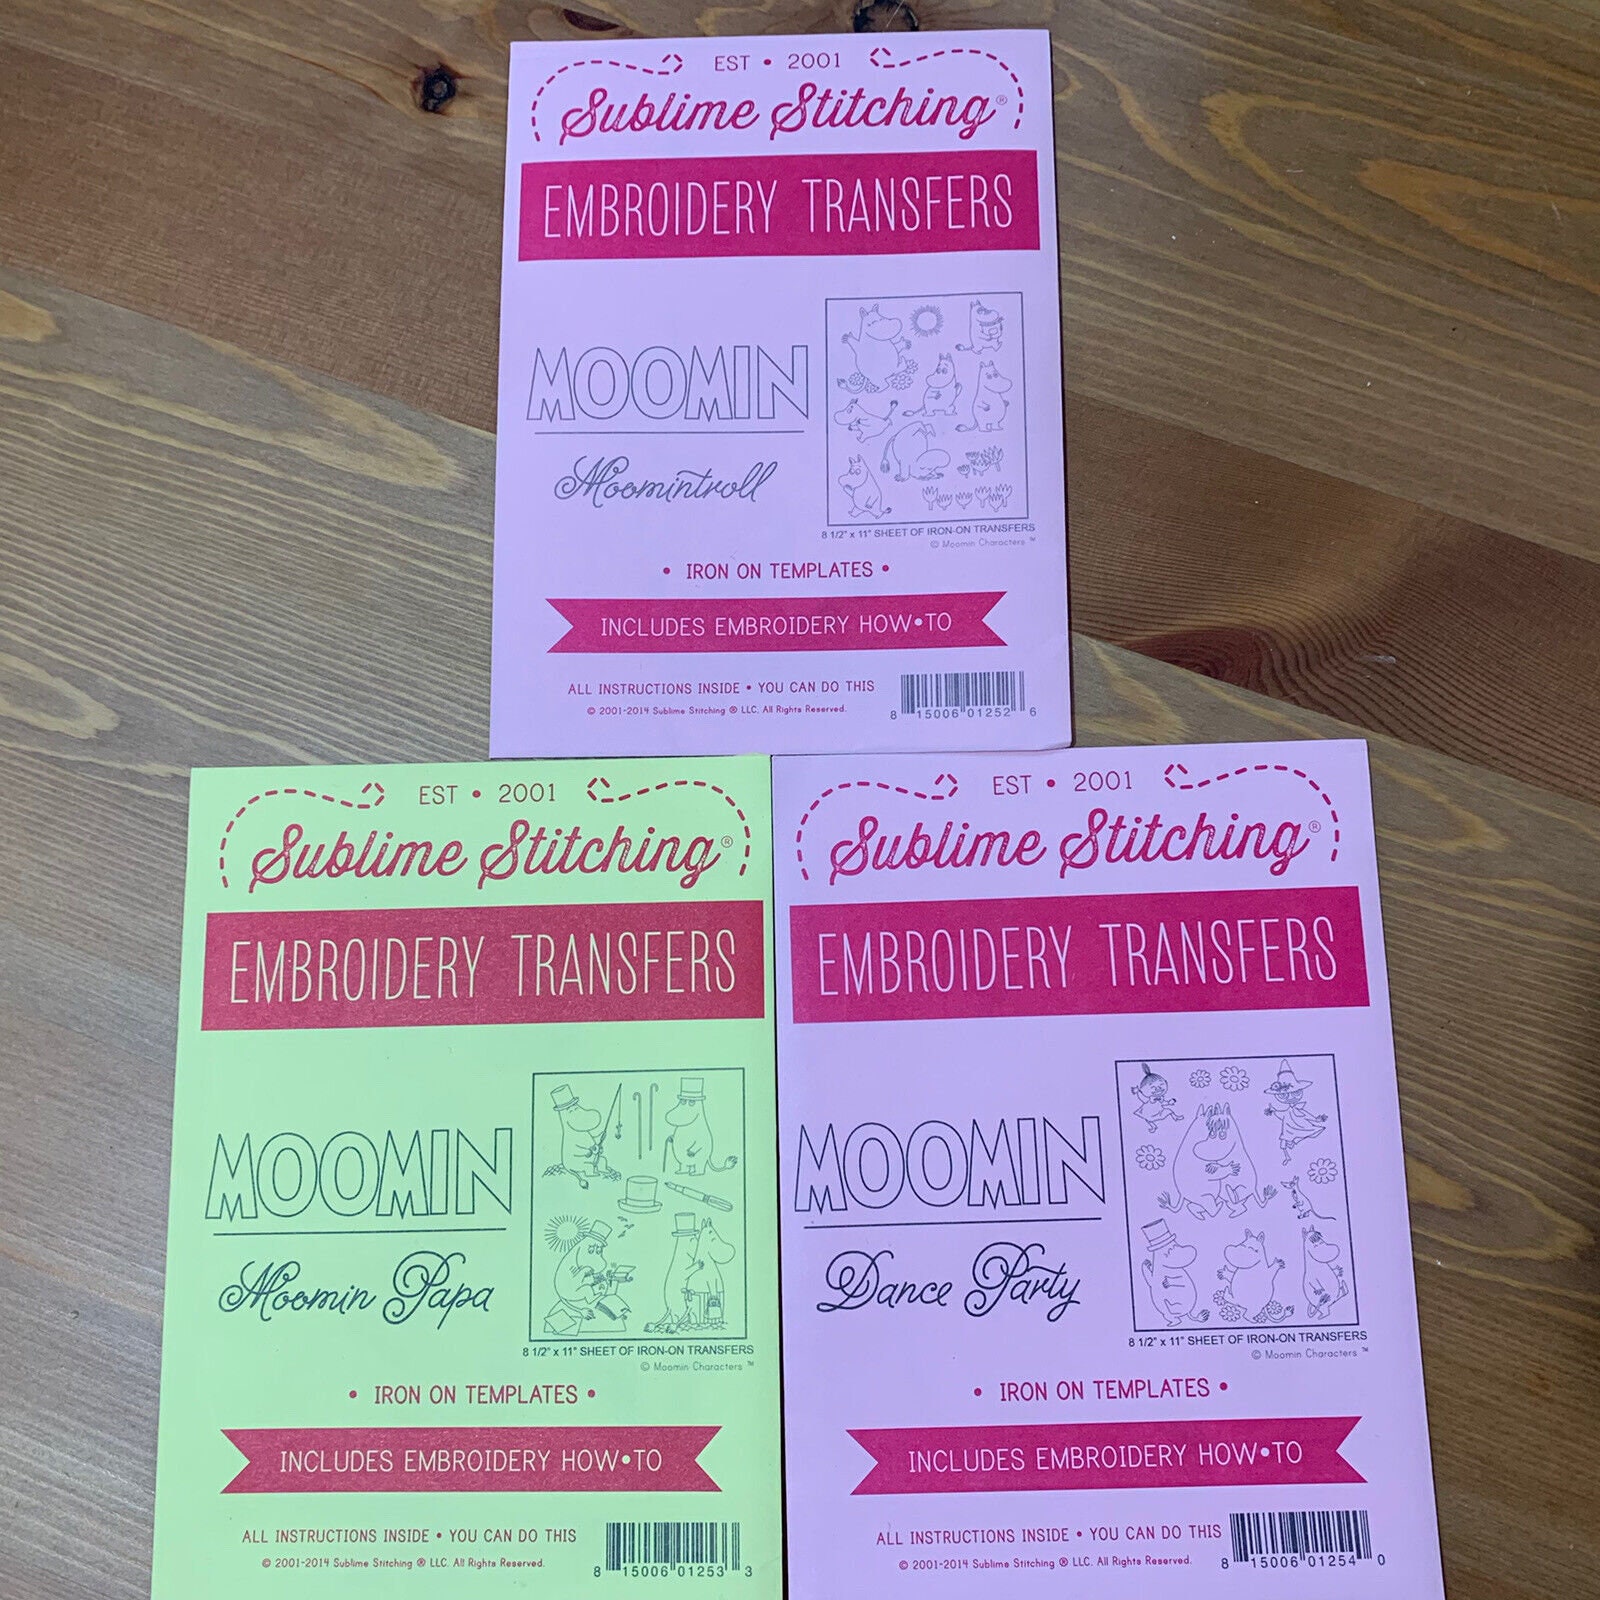 EST • 2001
Sublime Stitching®
EMBROIDERY TRANSFERS
MOOMIN
Moomintroll
8 1/2" x 11" SHEET OF IRON-ON TRANSFERS
© Moomin Characters ™
• IRON ON TEMPLATES •
INCLUDES EMBROIDERY HOW•TO
ALL INSTRUCTIONS INSIDE • YOU CAN DO THIS
© 2001-2014 Sublime Stitching ® LLC. All Rights Reserved.
8 15006 01252 6
EST • 2001
Sublime Stitching®
EMBROIDERY TRANSFERS
MOOMIN
Moomin Papa
8 1/2" x 11" SHEET OF IRON-ON TRANSFERS
© Moomin Characters ™
• IRON ON TEMPLATES •
INCLUDES EMBROIDERY HOW•TO
ALL INSTRUCTIONS INSIDE • YOU CAN DO THIS
© 2001-2014 Sublime Stitching ® LLC. All Rights Reserved.
8 15006 01253 3
EST • 2001
Sublime Stitching®
EMBROIDERY TRANSFERS
MOOMIN
Dance Party
8 1/2" x 11" SHEET OF IRON-ON TRANSFERS
© Moomin Characters ™
• IRON ON TEMPLATES •
INCLUDES EMBROIDERY HOW•TO
ALL INSTRUCTIONS INSIDE • YOU CAN DO THIS
© 2001-2014 Sublime Stitching ® LLC. All Rights Reserved.
8 15006 01254 0